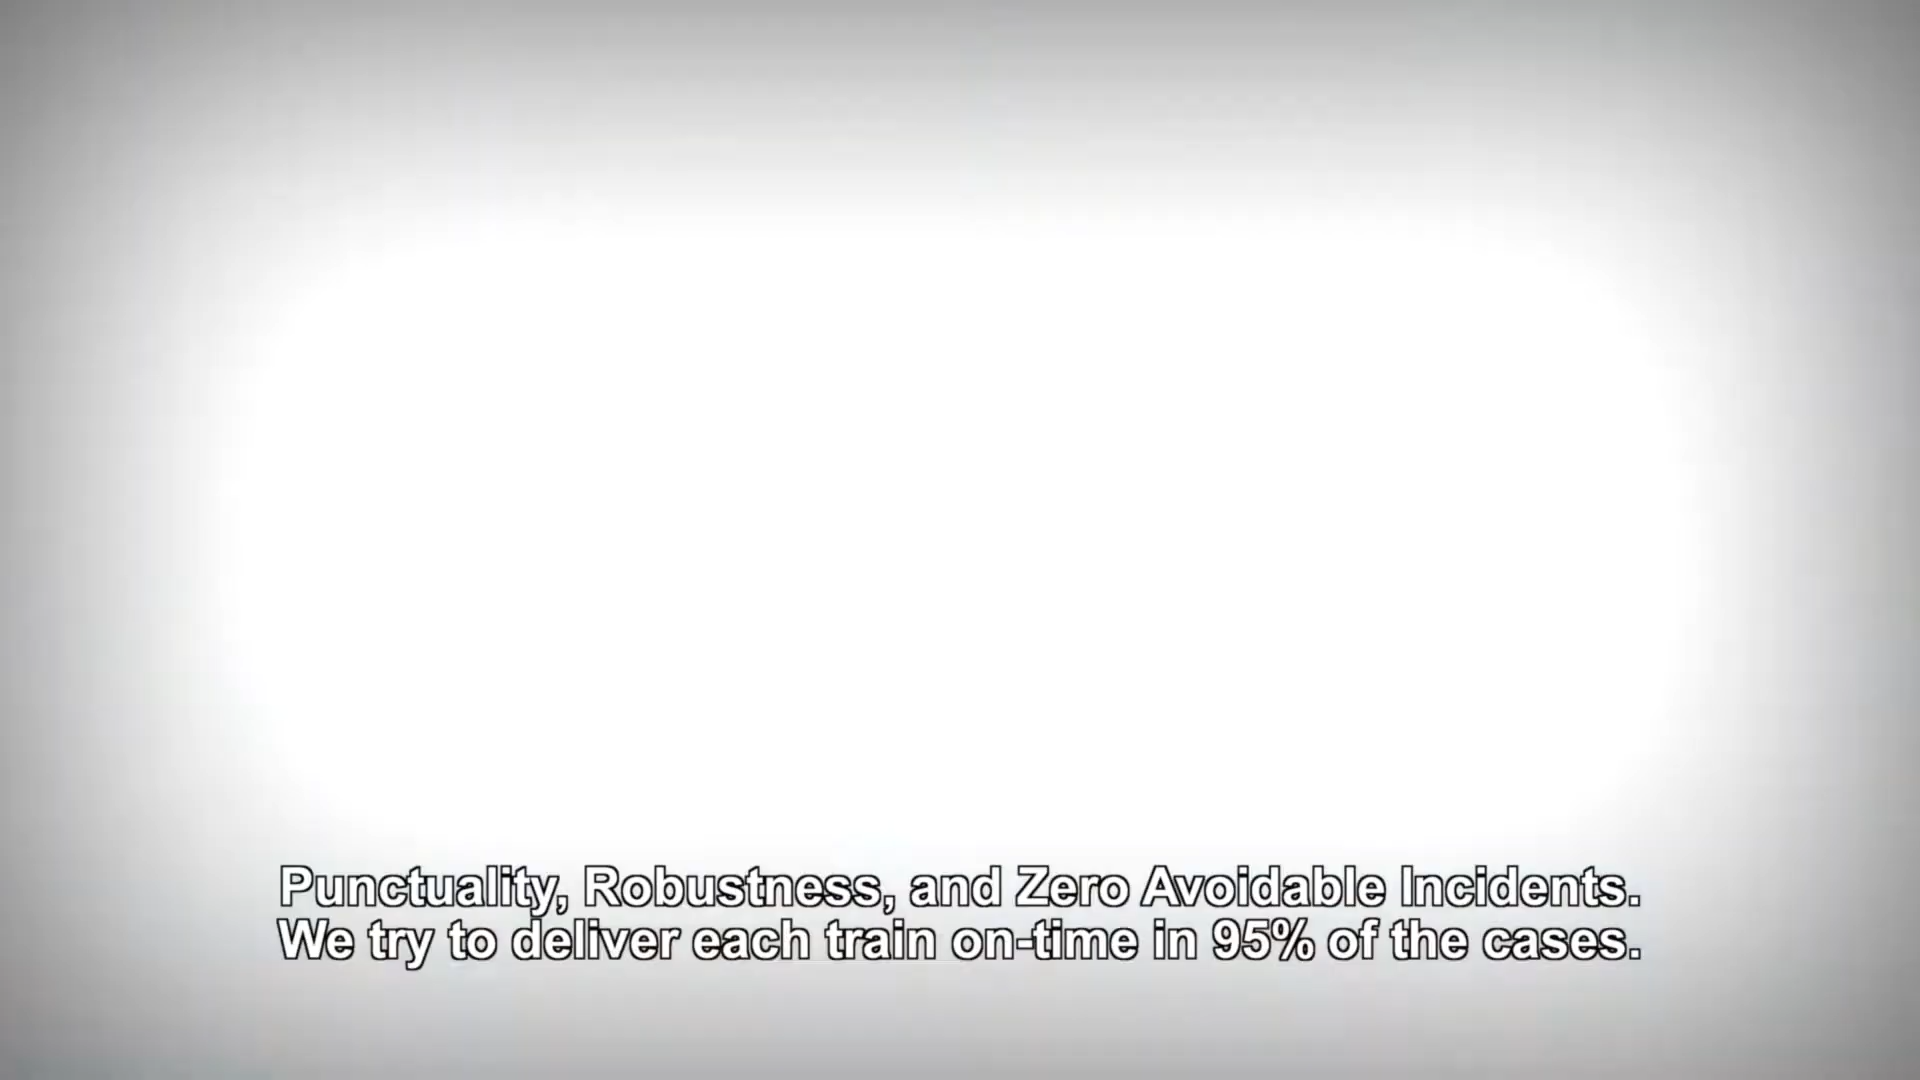 Punctuality, Robustness, and Zero Avoidable Incidents.
We try to deliver each train on-time in 95% of the cases.